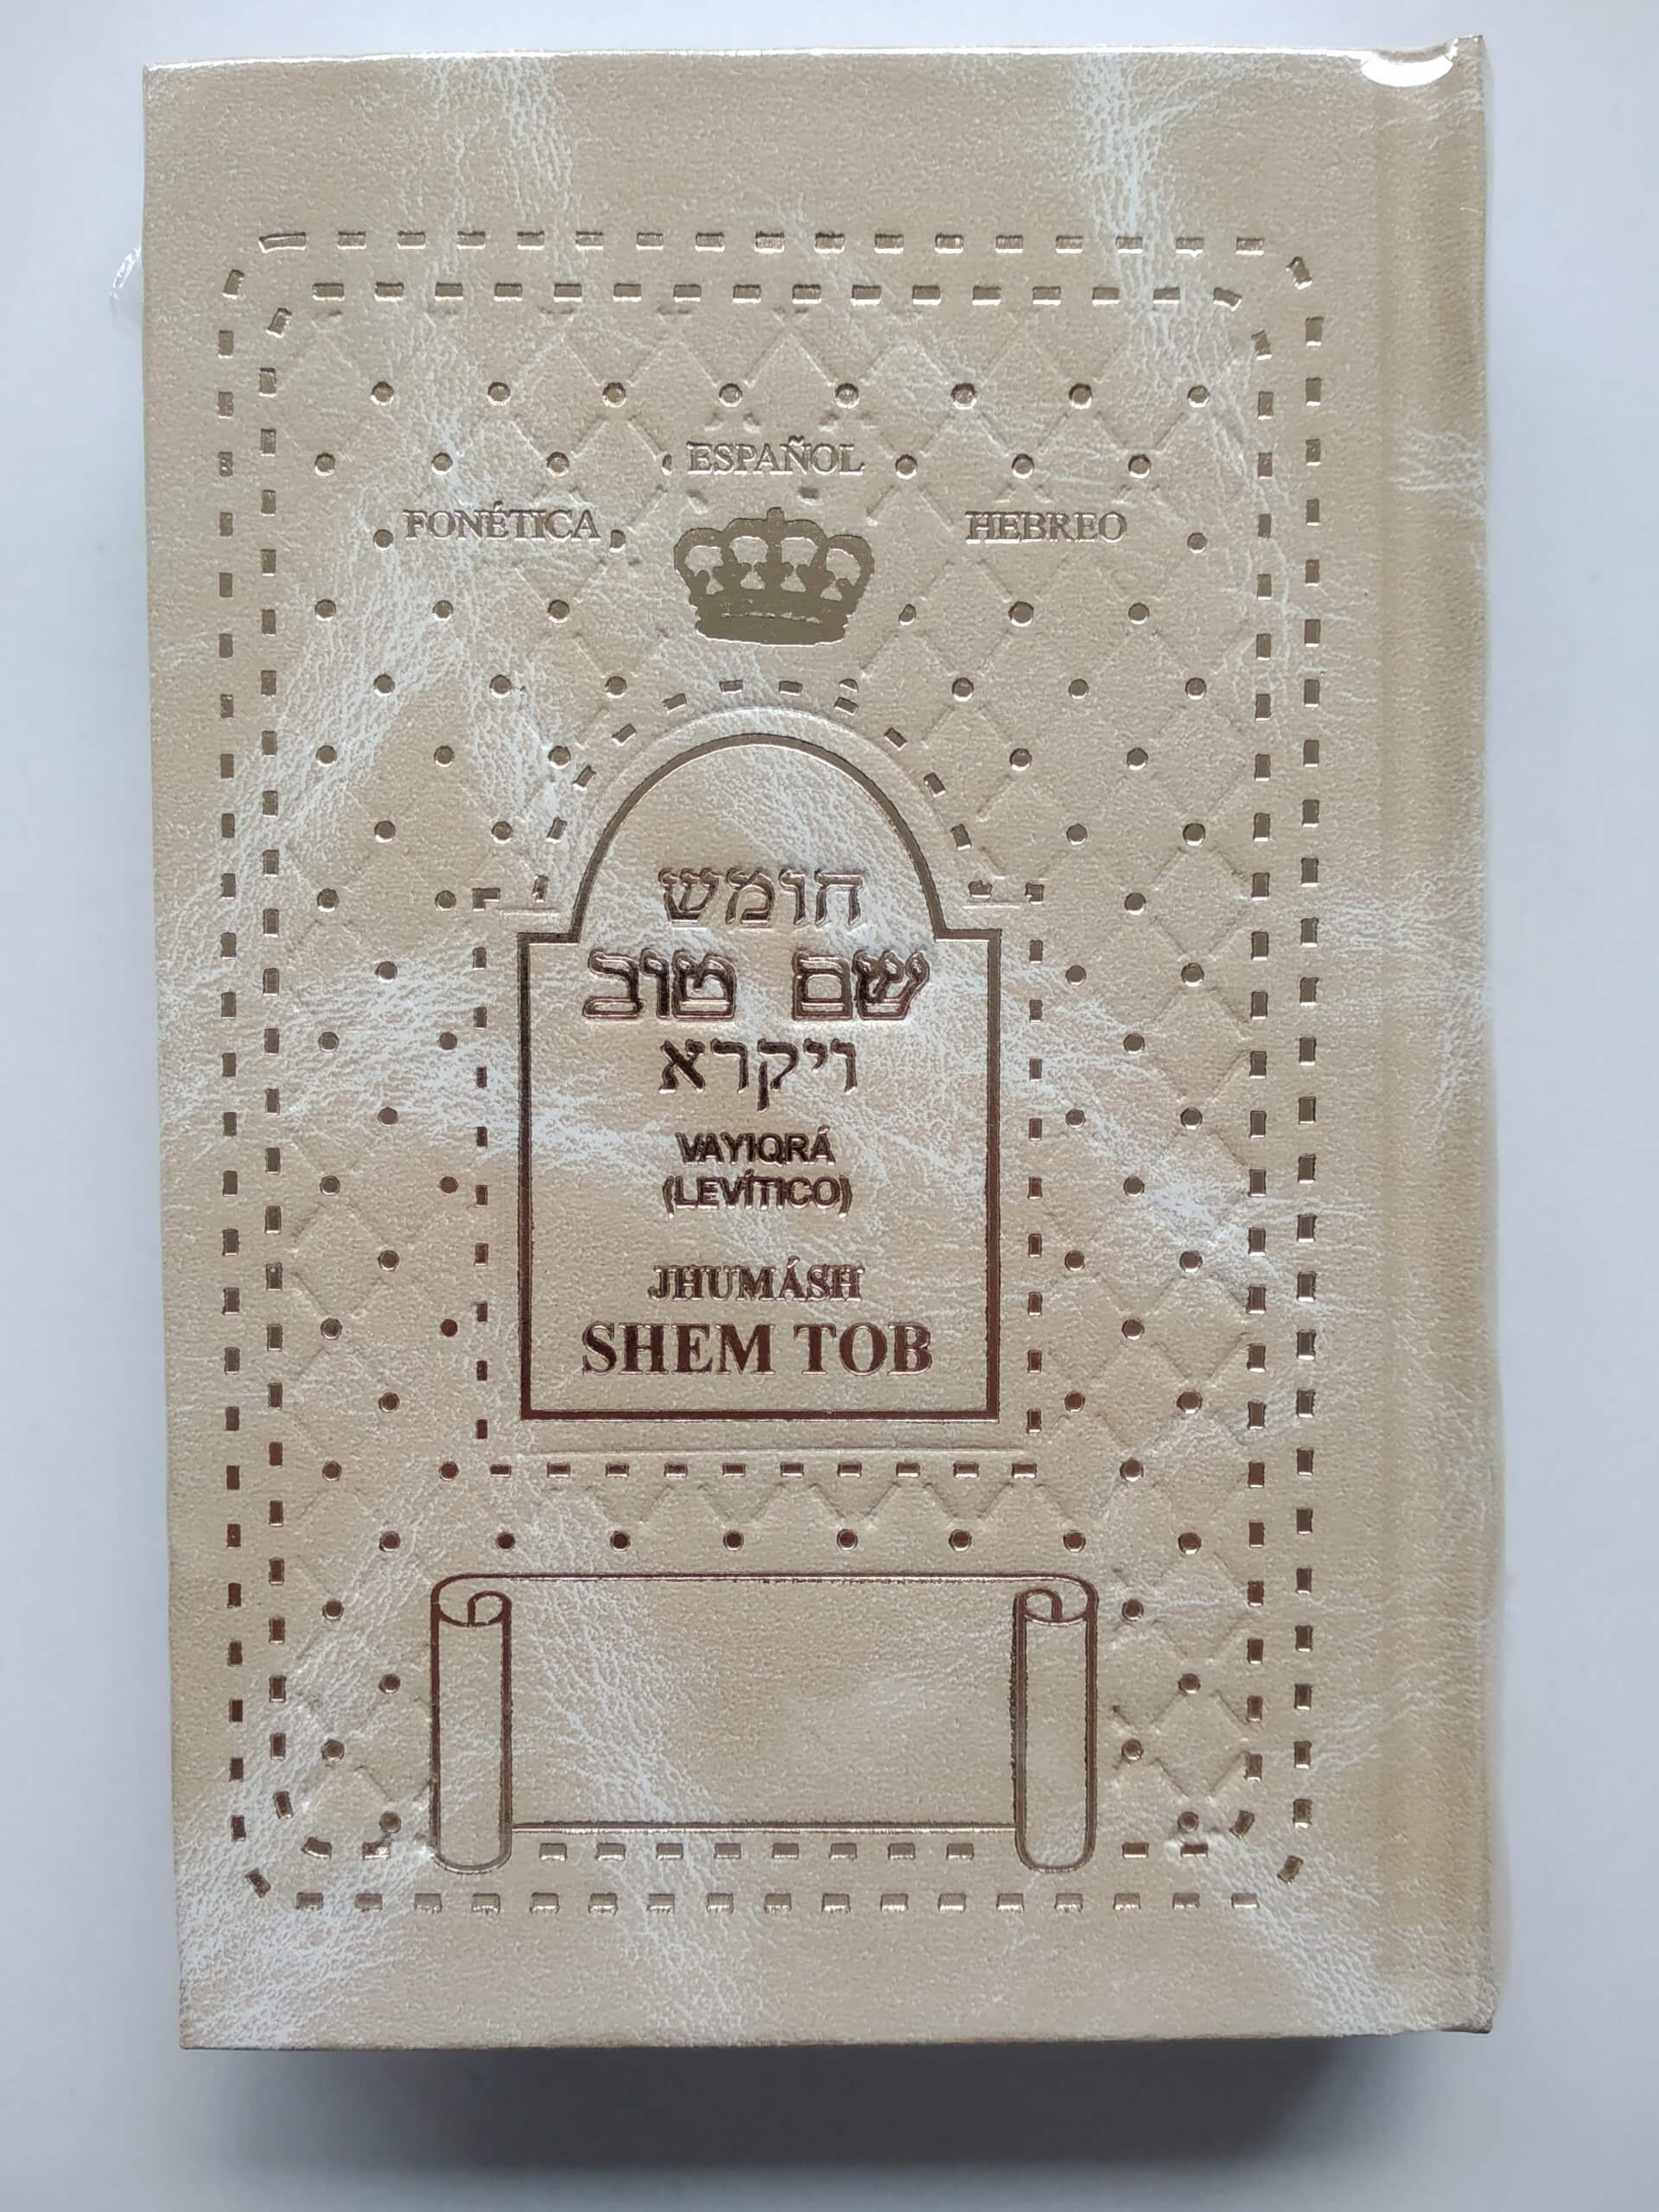 ESPAÑOL
FONÉTICA HEBREO
חומש
שם טוב
ויקרא
VAYIQRÁ
(LEVÍTICO)
JHUMÁSH
SHEM TOB